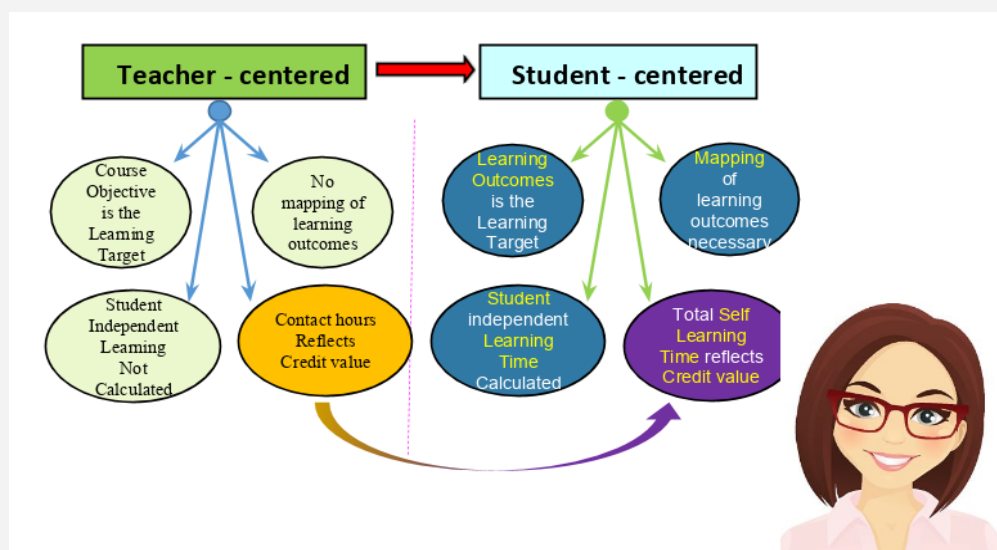 Teacher - centered
Student - centered
Course
Objective
is the
Learning
Target
No
mapping of
learning
outcomes
Student
Independent
Learning
Not
Calculated
Contact hours
Reflects
Credit value
Learning
Outcomes
is the
Learning
Target
Mapping
of
learning
outcomes
necessary
Student
independent
Learning
Time
Calculated
Total Self
Learning
Time reflects
Credit value